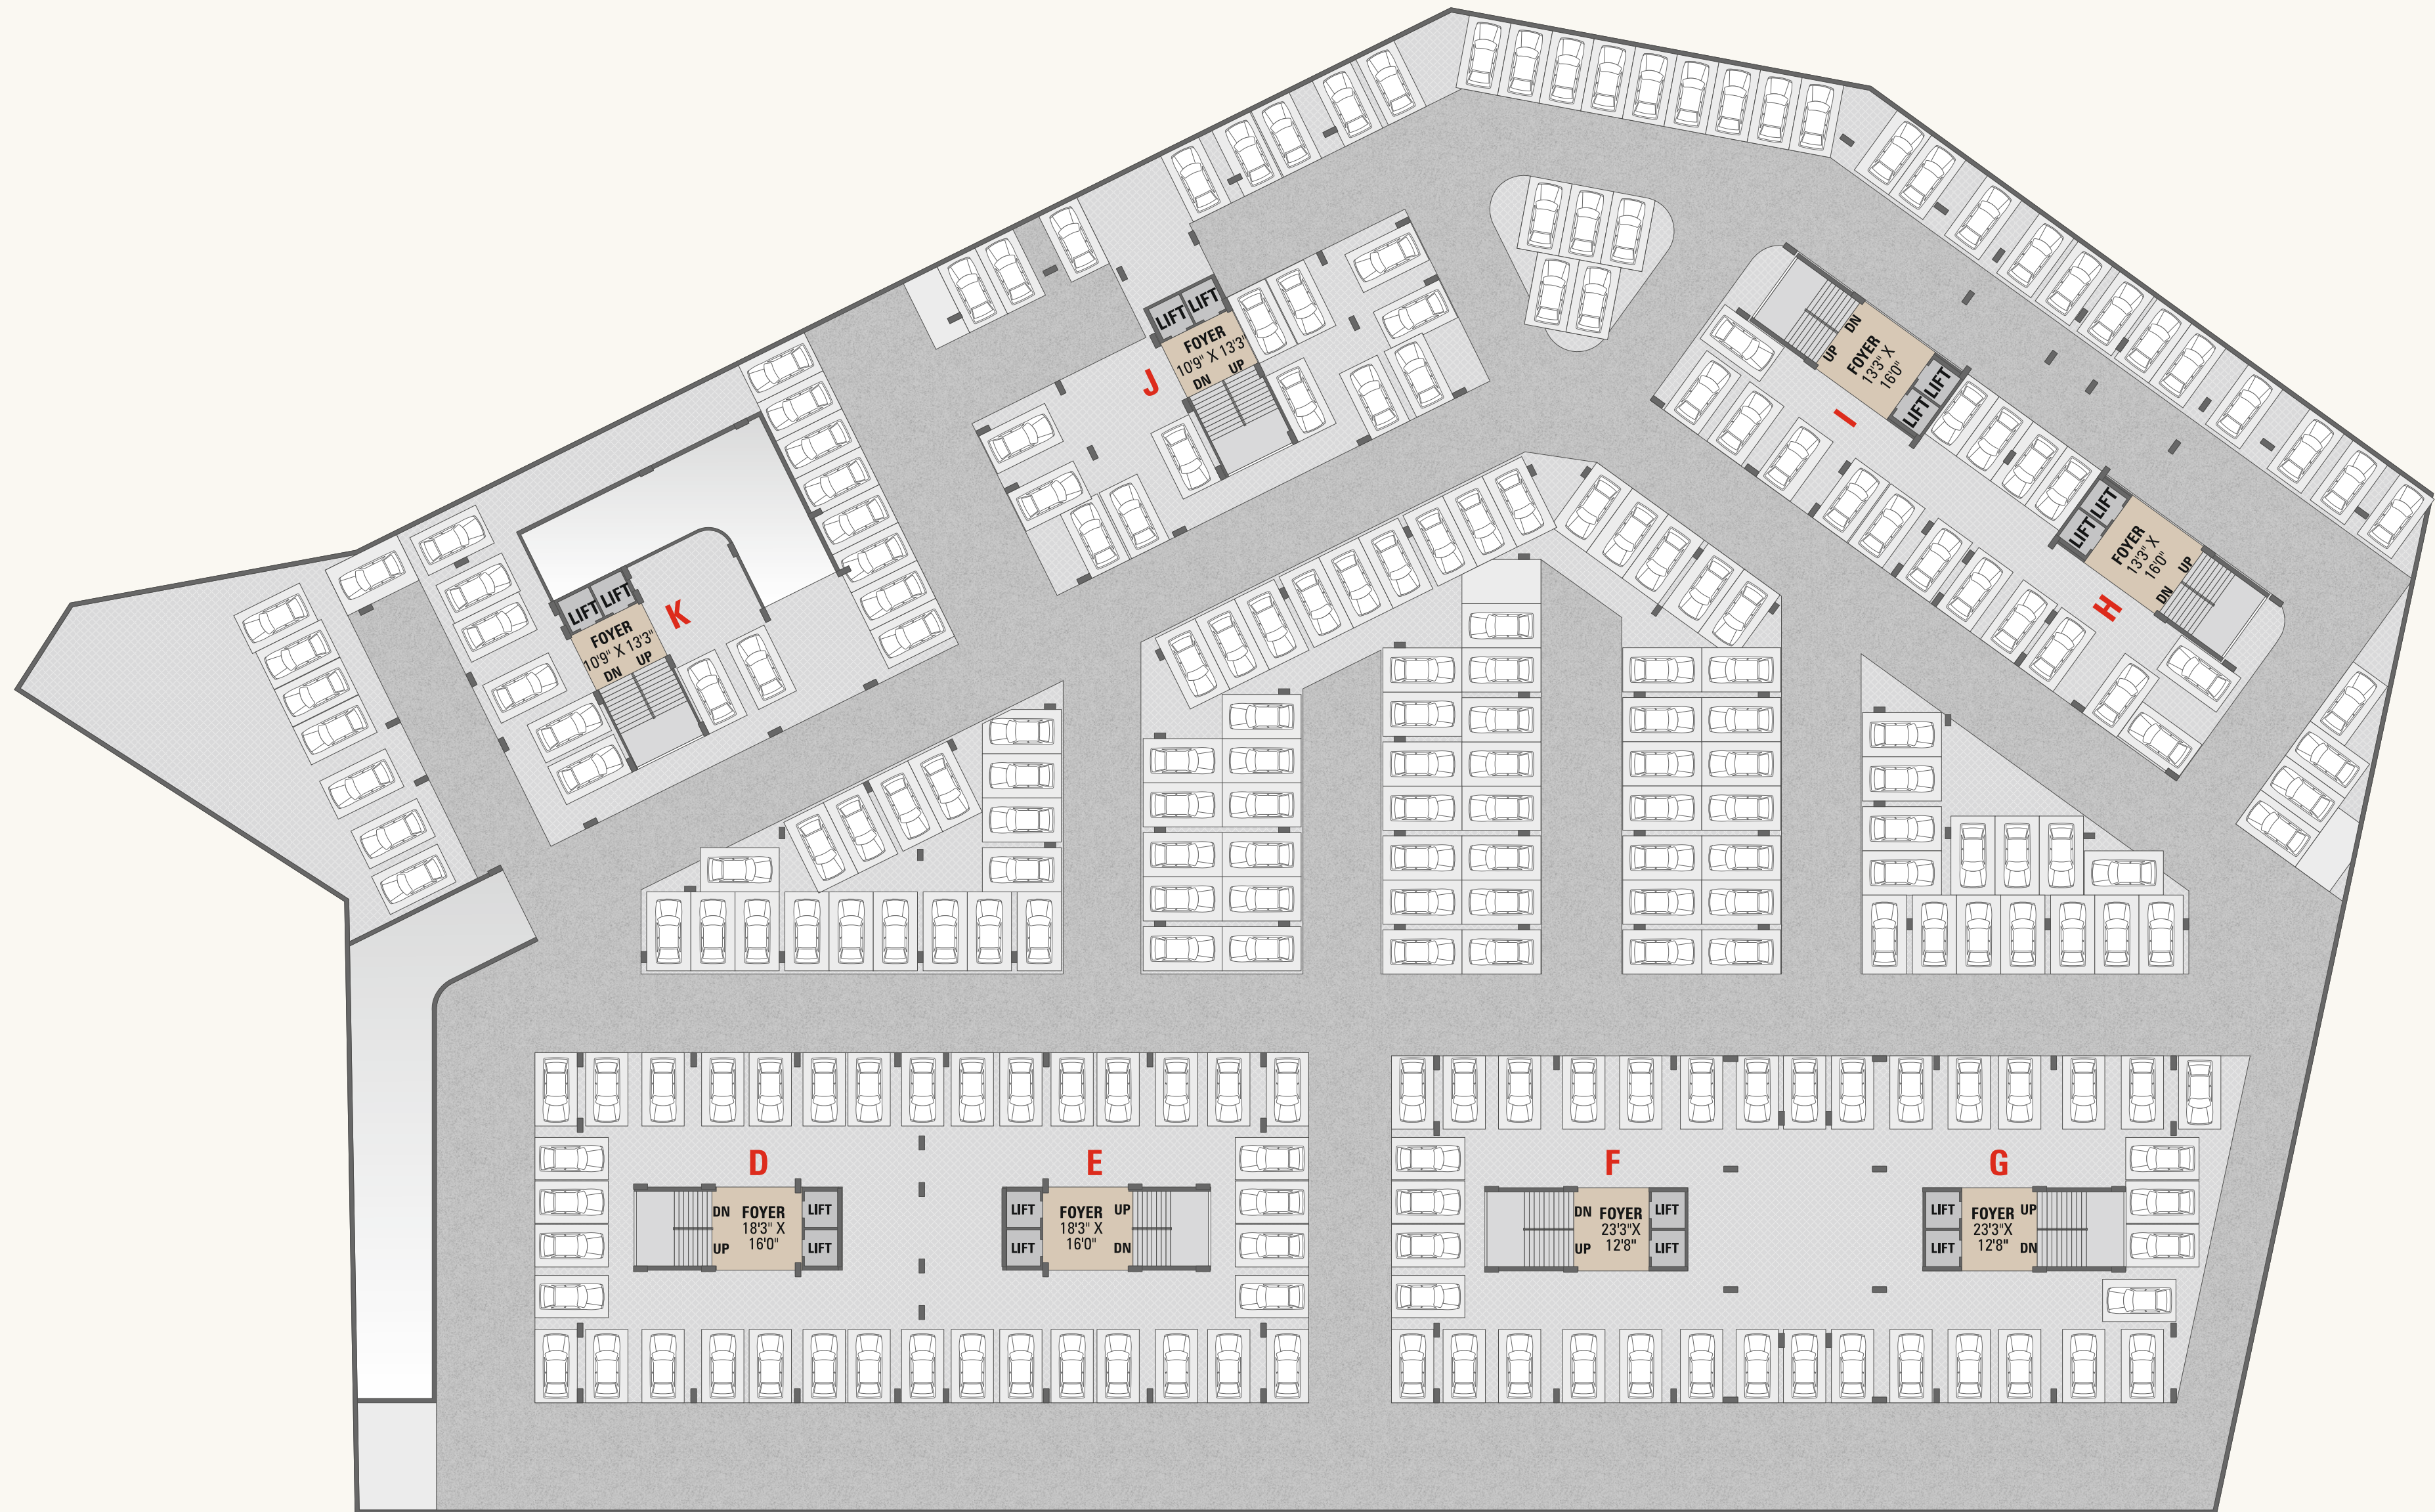 LIFT LIFT
FOYER
10'9" X 13'3"
DN UP
J
DN
UP
FOYER
13'3" X
16'0"
LIFT
LIFT
I
LIFT
LIFT
FOYER
13'3" X
16'0"
UP
DN
H
LIFT LIFT
FOYER
10'9" X 13'3"
DN UP
K
D
DN
UP
FOYER
18'3" X
16'0"
LIFT
LIFT
E
LIFT
LIFT
FOYER
18'3" X
16'0"
UP
DN
F
DN
UP
FOYER
23'3"X
12'8"
LIFT
LIFT
G
LIFT
LIFT
FOYER
23'3"X
12'8"
UP
DN